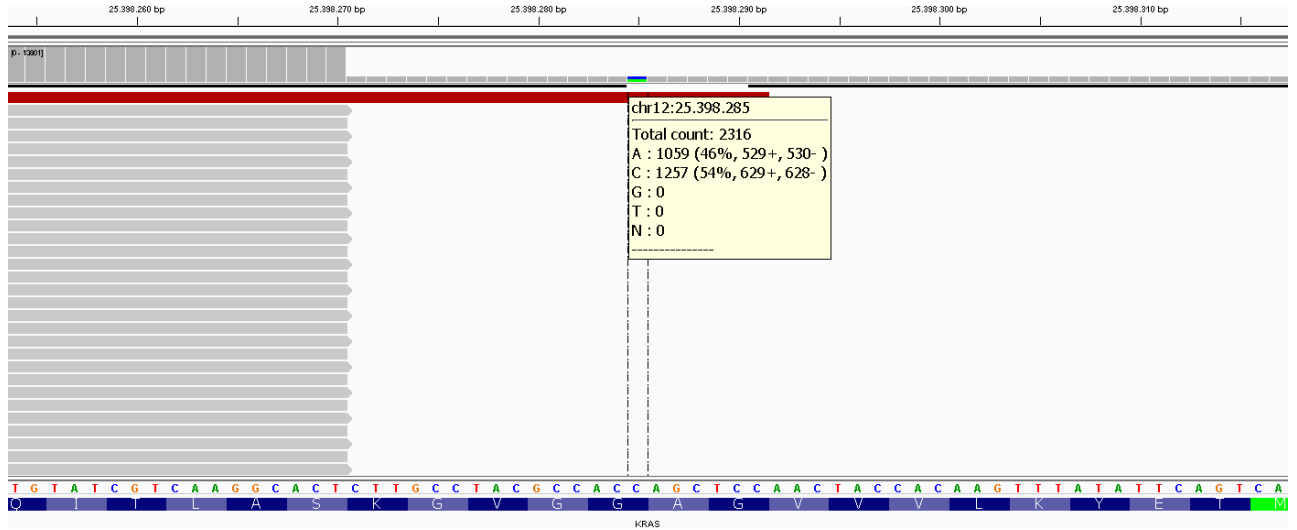 25.398.260 bp 25.398.270 bp 25.398.280 bp 25.398.290 bp 25.398.300 bp 25.398.310 bp
[0 - 13801]
chr12:25.398.285
Total count: 2316
A : 1059 (46%, 529+, 530- )
C : 1257 (54%, 629+, 628- )
G : 0
T : 0
N : 0
---------------
T G T A T C G T C A A G G C A C T C T T G C C T A C G C C A C C A G C T C C A A C T A C C A C A A G T T T A T A T T C A G T C A
Q I T L A S K G V G G A G V V V L K Y E T M
KRAS